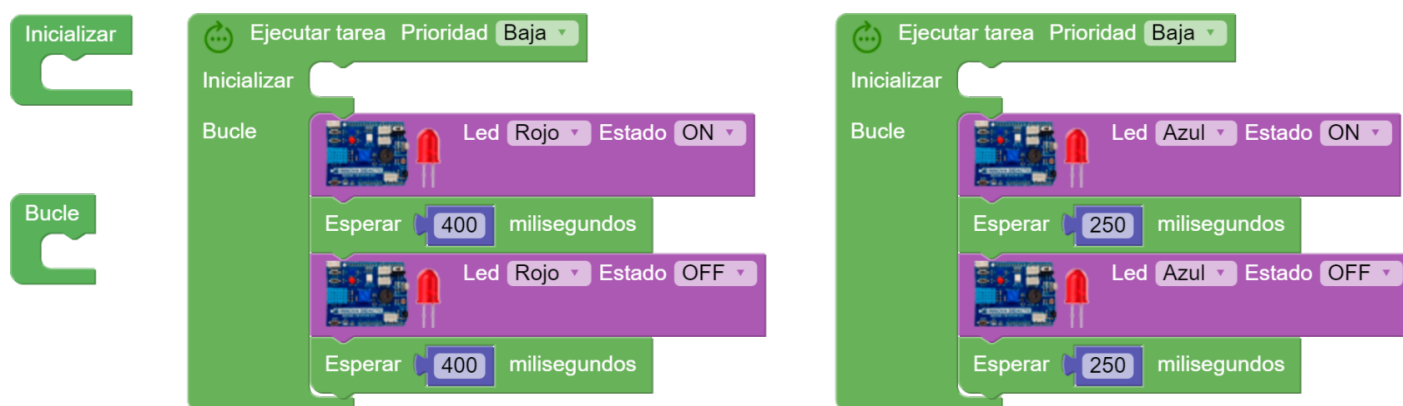 Inicializar
Bucle
Ejecutar tarea Prioridad Baja
Inicializar
Bucle
Led Rojo Estado ON
Esperar 400 milisegundos
Led Rojo Estado OFF
Esperar 400 milisegundos
Ejecutar tarea Prioridad Baja
Inicializar
Bucle
Led Azul Estado ON
Esperar 250 milisegundos
Led Azul Estado OFF
Esperar 250 milisegundos